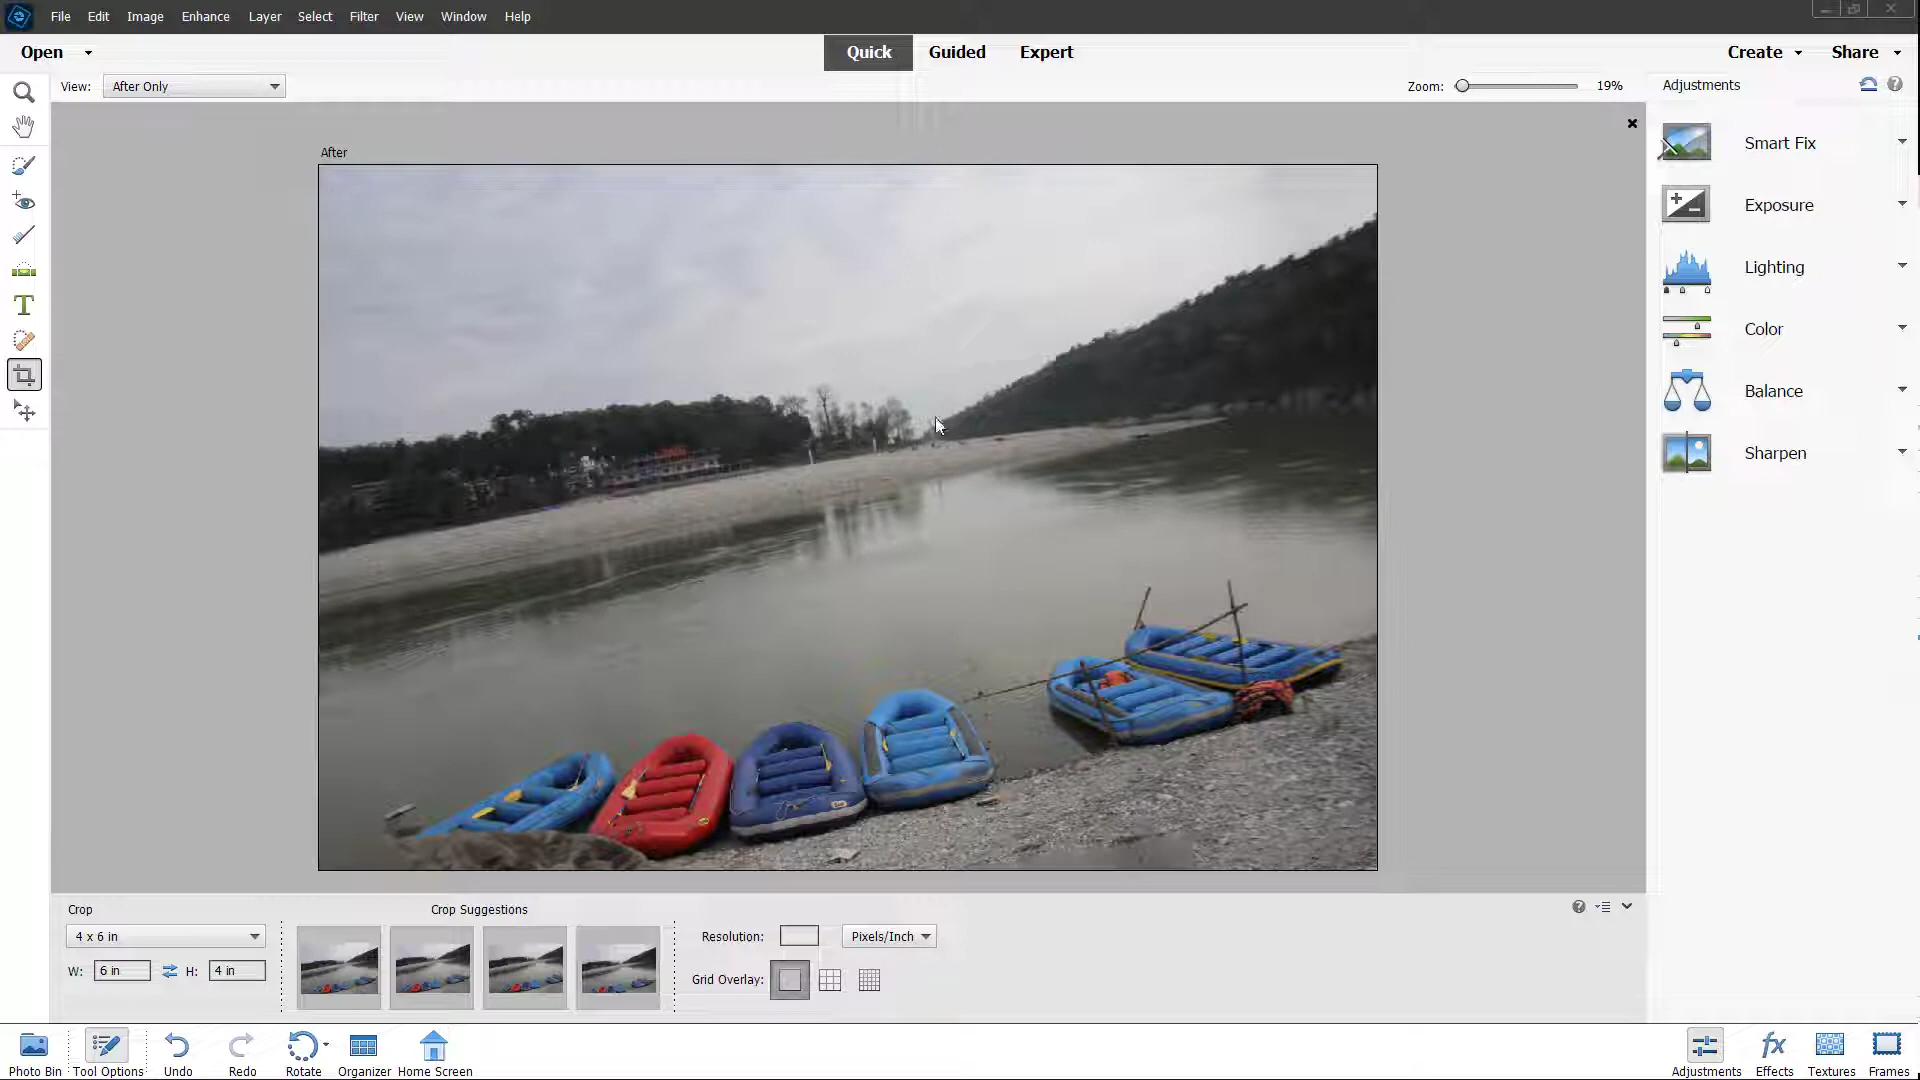 File Edit Image Enhance Layer Select Filter View Window Help
Open Quick Guided Expert Create Share
View: After Only Zoom: 19% Adjustments
After
Smart Fix
Exposure
Lighting
Color
Balance
Sharpen
Crop Crop Suggestions
4 x 6 in Resolution: Pixels/Inch
W: 6 in H: 4 in Grid Overlay:
Photo Bin Tool Options Undo Redo Rotate Organizer Home Screen Adjustments Effects Textures Frames